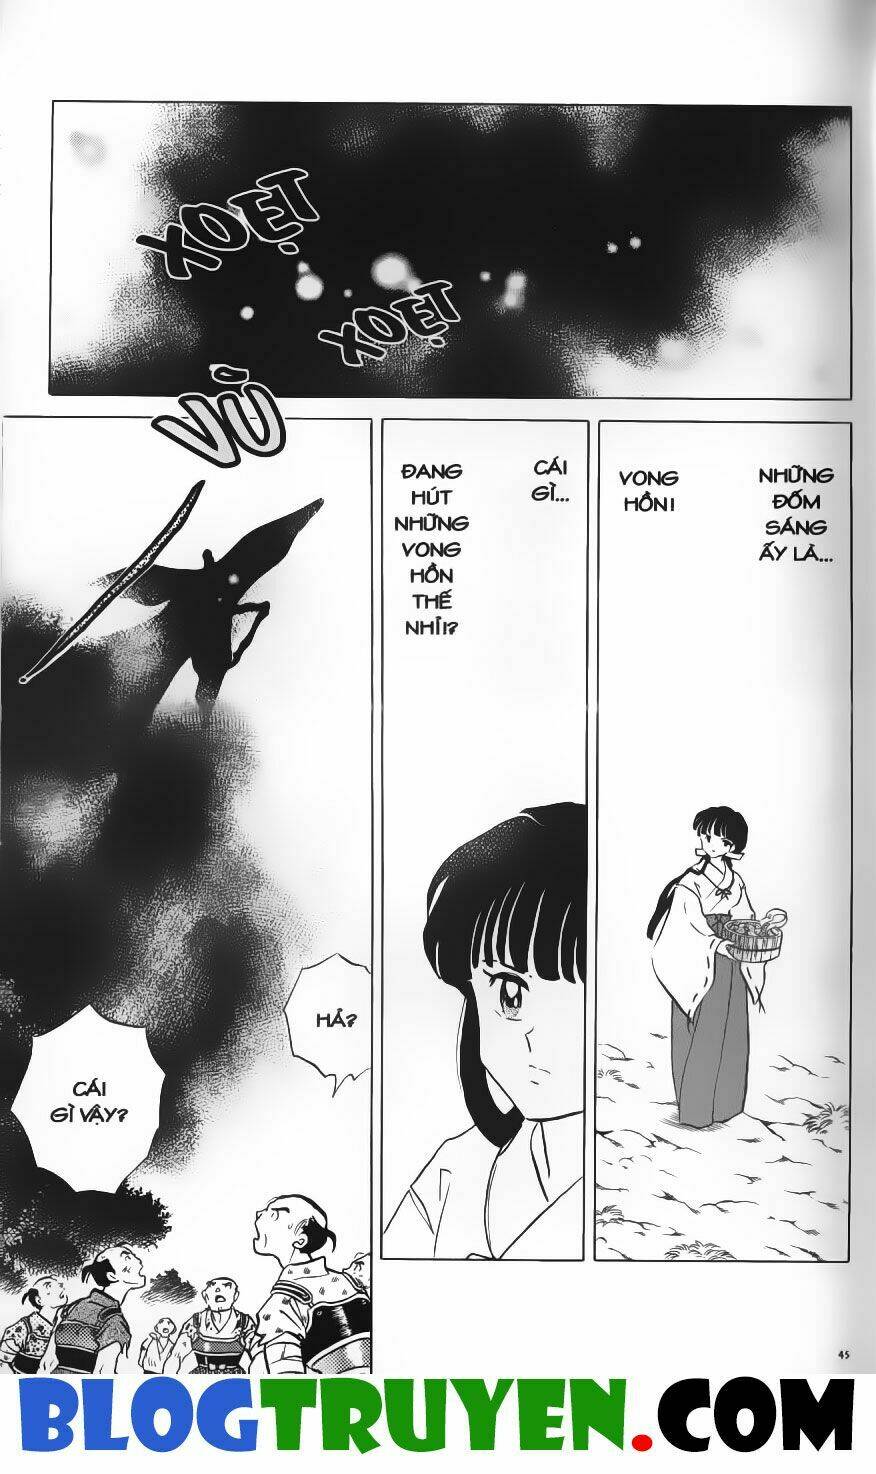 XOẸT
XOẸT
VÙ
NHỮNG
ĐỐM
SÁNG
ẤY LÀ...
VONG
HỒN!
CÁI
GÌ...
ĐANG
HÚT
NHỮNG
VONG
HỒN
THẾ
NHỈ!?
HẢ?
CÁI
GÌ VẬY?
45
BLOGTRUYEN.COM